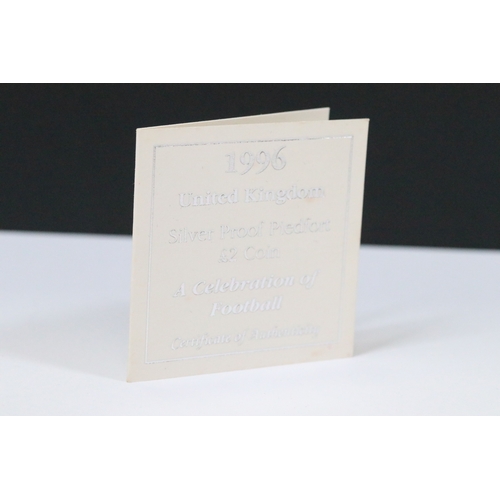 1996
United Kingdom
Silver Proof Piedfort
£2 Coin
A Celebration of
Football
Certificate of Authenticity